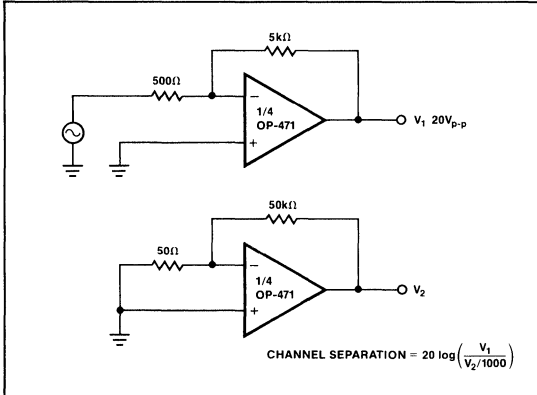 5kΩ
500Ω
−
1/4
OP-471
+
V₁ 20Vp-p
50kΩ
50Ω
−
1/4
OP-471
+
V₂
CHANNEL SEPARATION = 20 log(V₁/(V₂/1000))